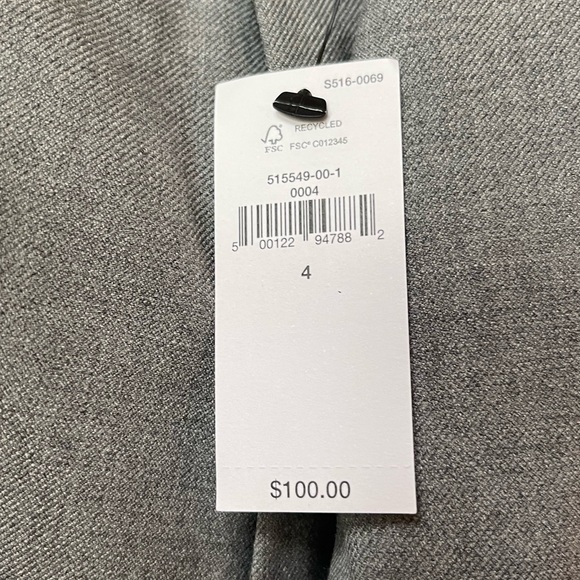 S516-0069
RECYCLED
FSC FSC® C012345
515549-00-1
0004
5 00122 94788 2
4
$100.00